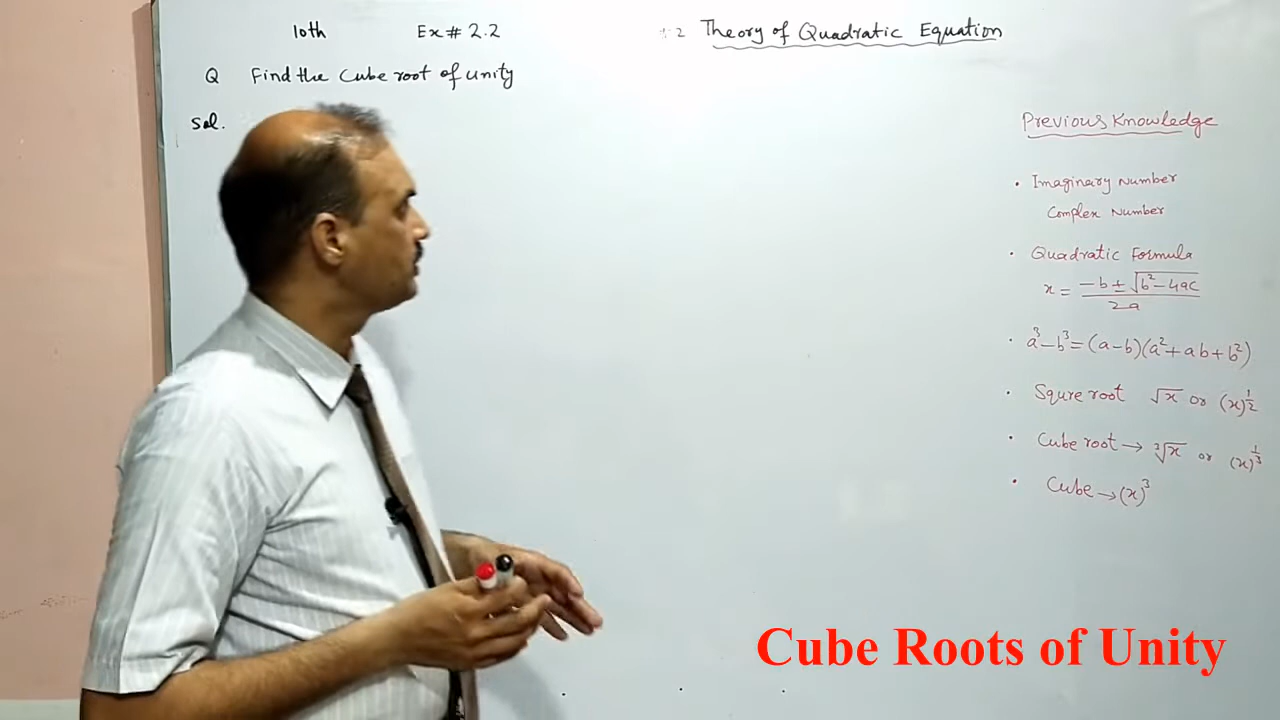 10th Ex # 2.2 2 Theory of Quadratic Equation
Q Find the Cube root of unity
Sol.
Previous Knowledge
• Imaginary Number
Complex Number
• Quadratic Formula
x = (-b ± √(b² - 4ac)) / 2a
• a³ - b³ = (a - b)(a² + ab + b²)
• Squre root √x or (x)^(1/2)
• Cube root → ³√x or (x)^(1/3)
• Cube → (x)³
Cube Roots of Unity